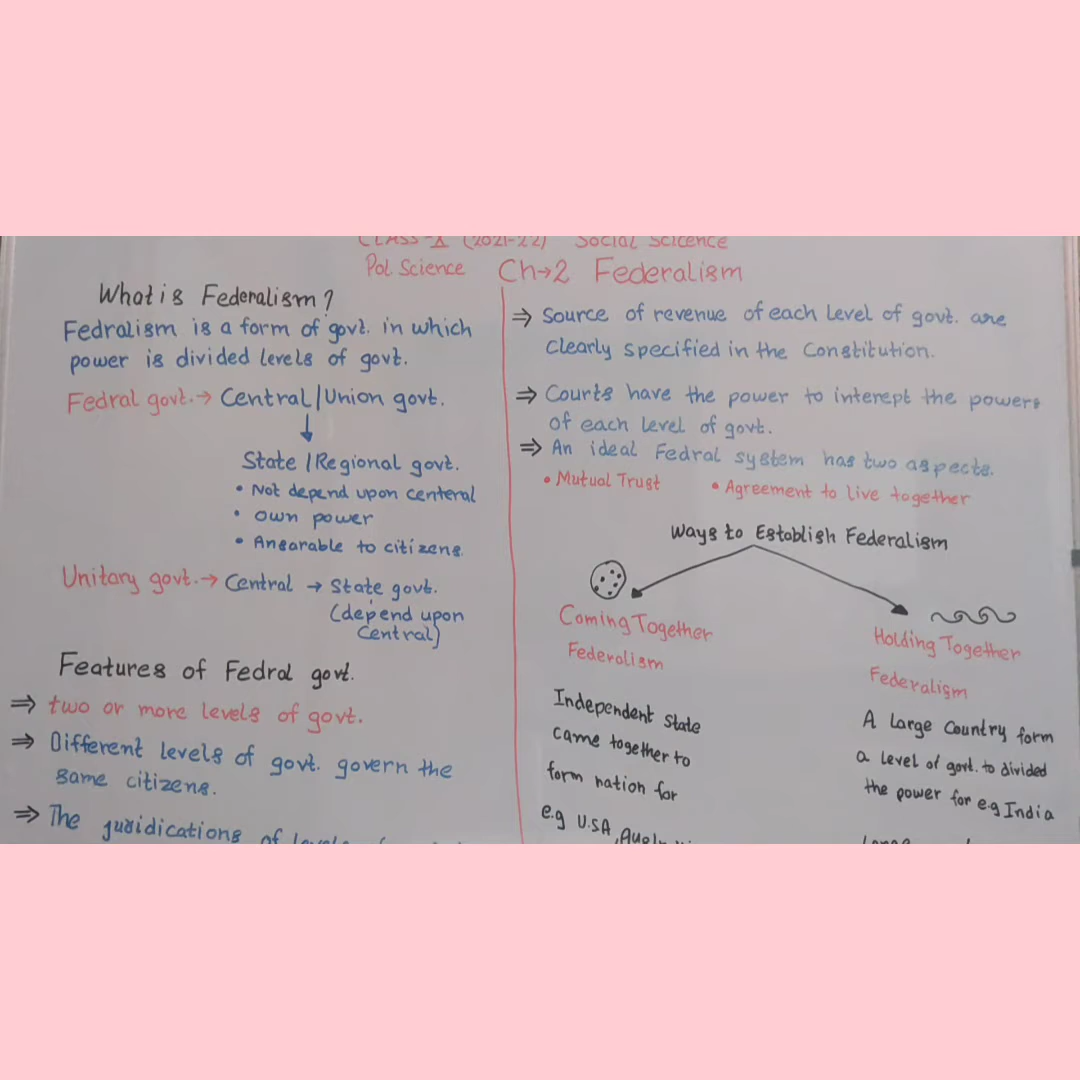 CLASS-X (2021-22) Social Scicence
Pol. Science Ch→2 Federalism
What is Federalism?
Fedralism is a form of govt. in which
power is divided levels of govt.
Fedral govt.→ Central/Union govt.
↓
State/Regional govt.
• Not depend upon centeral
• own power
• Ansarable to citizens.
Unitary govt.→ Central → State govt.
(depend upon
Central)
Features of Fedral govt.
⇒ two or more levels of govt.
⇒ Different levels of govt. govern the
same citizens.
⇒ The juridications of levels
⇒ Source of revenue of each level of govt. are
clearly specified in the Constitution.
⇒ Courts have the power to interept the powers
of each level of govt.
⇒ An ideal Fedral system has two aspects.
• Mutual Trust • Agreement to live together
Ways to Establish Federalism
Coming Together
Federalism
Independent State
came together to
form nation for
e.g U.S.A,
Holding Together
Federalism
A large Country form
a level of govt. to divided
the power for e.g India